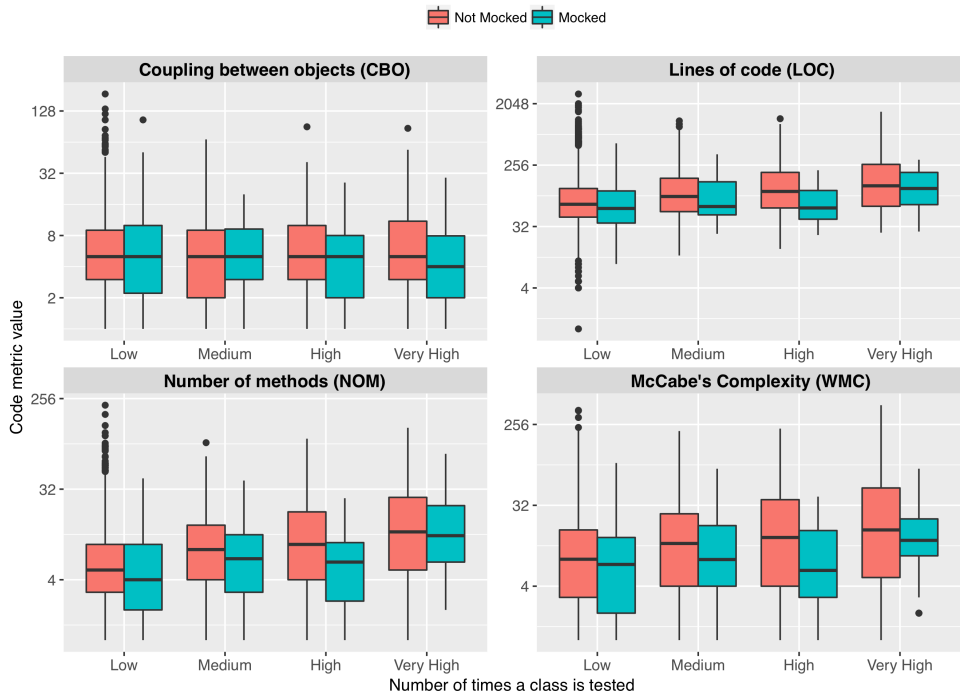 Not Mocked Mocked
Coupling between objects (CBO)
128
32
8
2
Low Medium High Very High
Lines of code (LOC)
2048
256
32
4
Low Medium High Very High
Number of methods (NOM)
256
32
4
Low Medium High Very High
McCabe's Complexity (WMC)
256
32
4
Low Medium High Very High
Code metric value
Number of times a class is tested